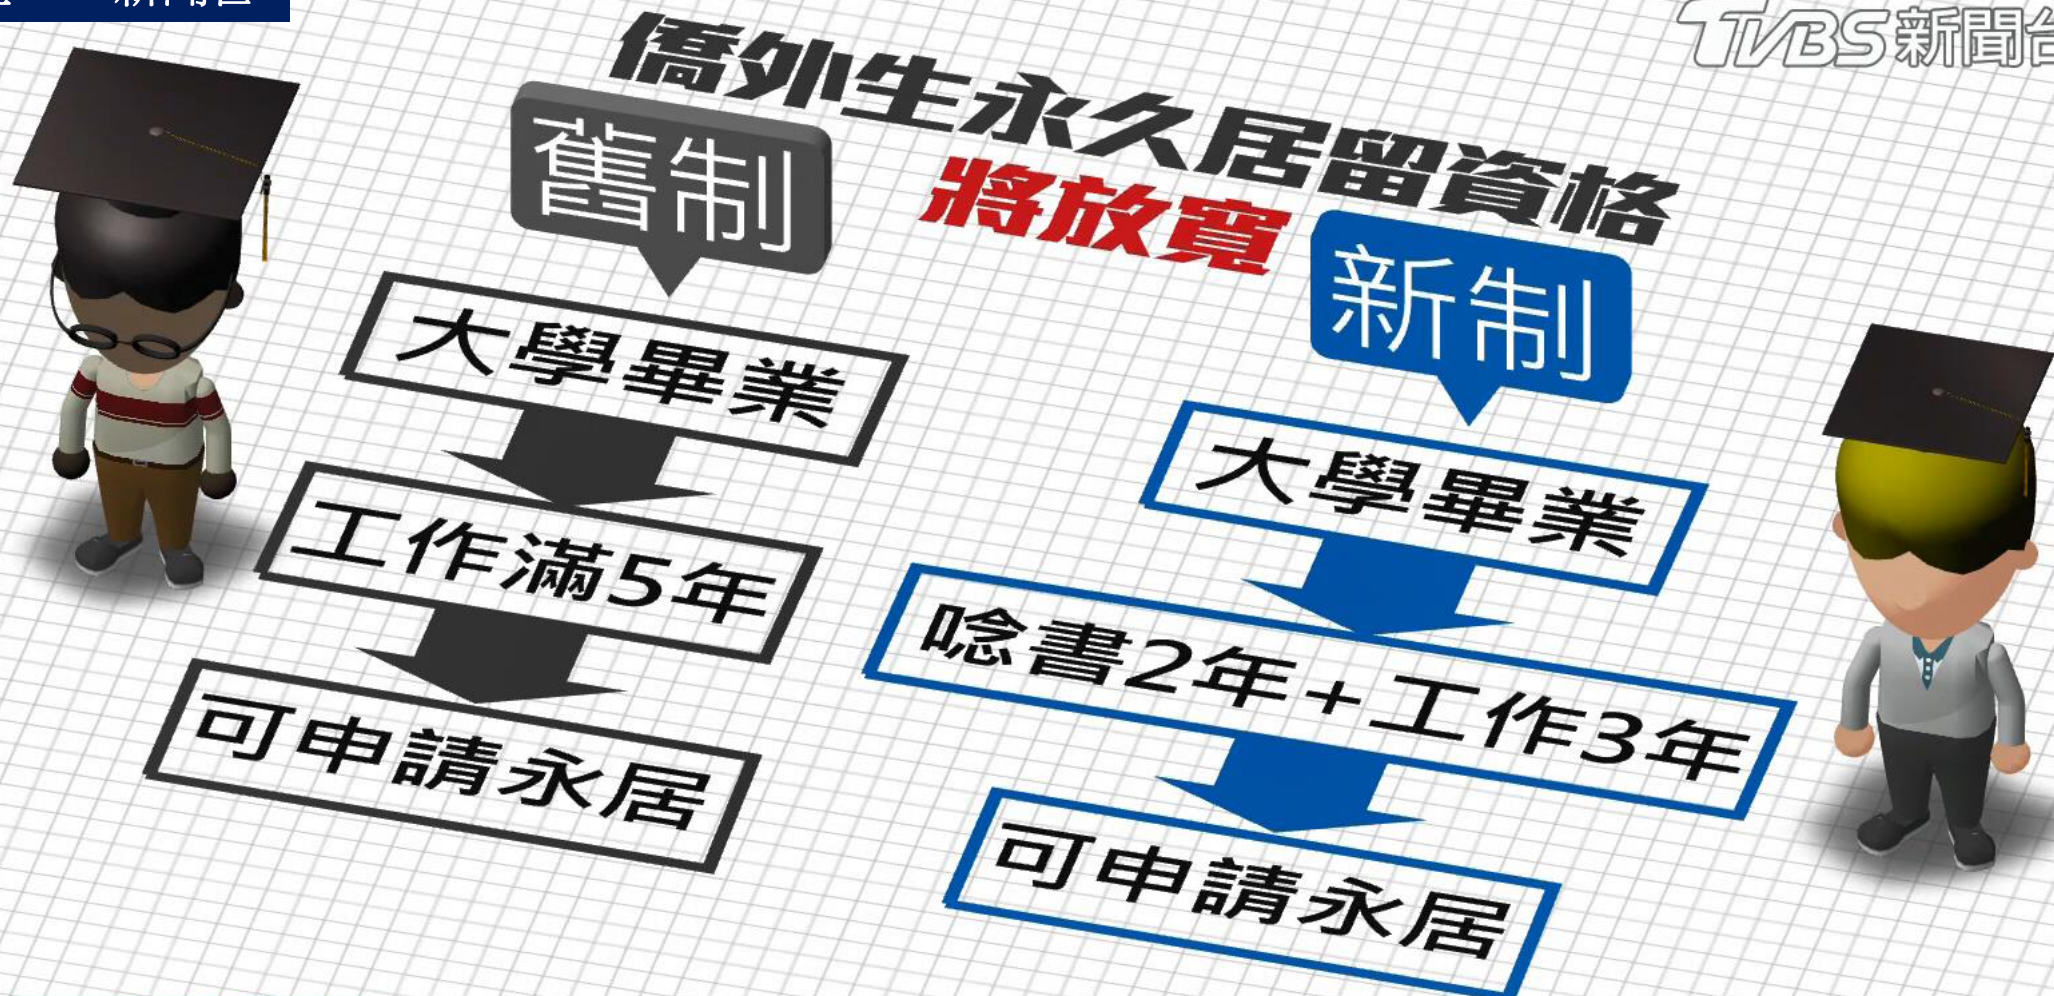 TVBS新聞台
僑外生永久居留資格
將放寬
舊制
大學畢業
工作滿5年
可申請永居
新制
大學畢業
唸書2年+工作3年
可申請永居